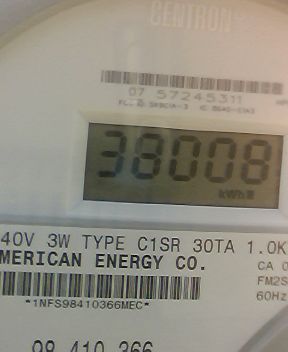 CENTRON
07 57245311
38008
kWh
40V 3W TYPE C1SR 30TA 1.0K
MERICAN ENERGY CO.
CA 0
FM2S
60Hz
*1NFS98410366MEC*
98 410 366